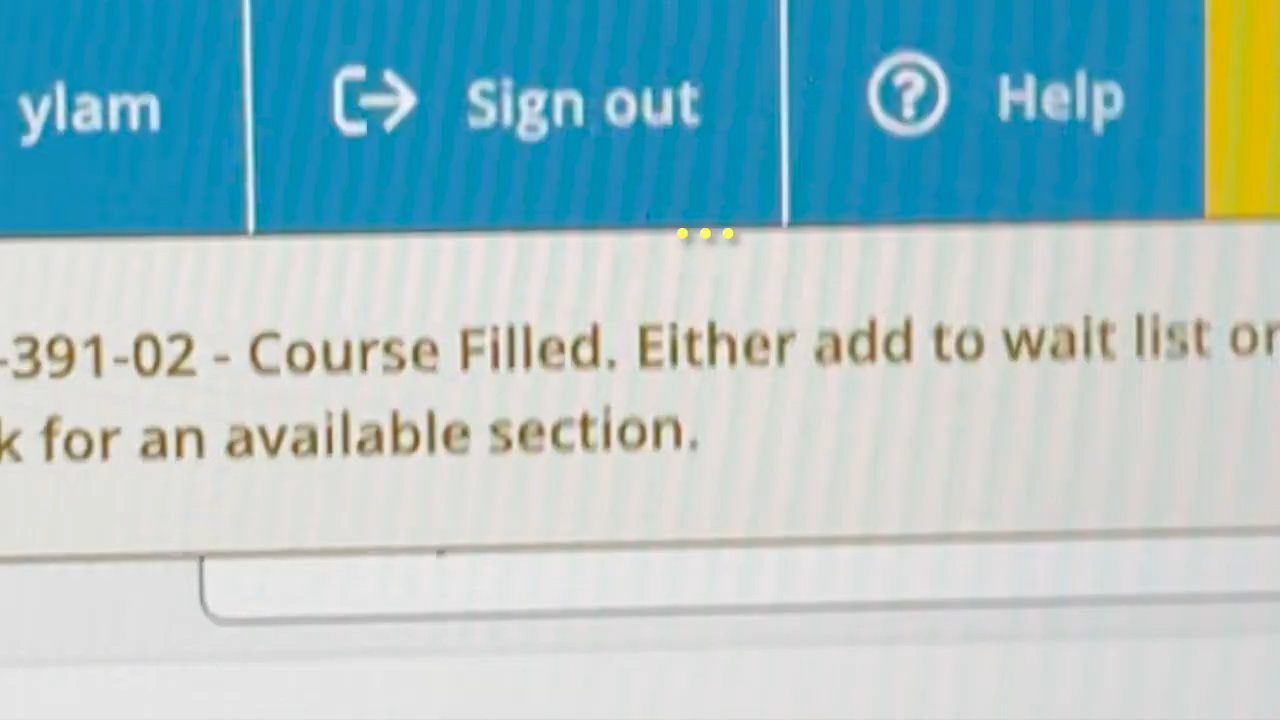 ylam
Sign out
Help
-391-02 - Course Filled. Either add to wait list or
k for an available section.